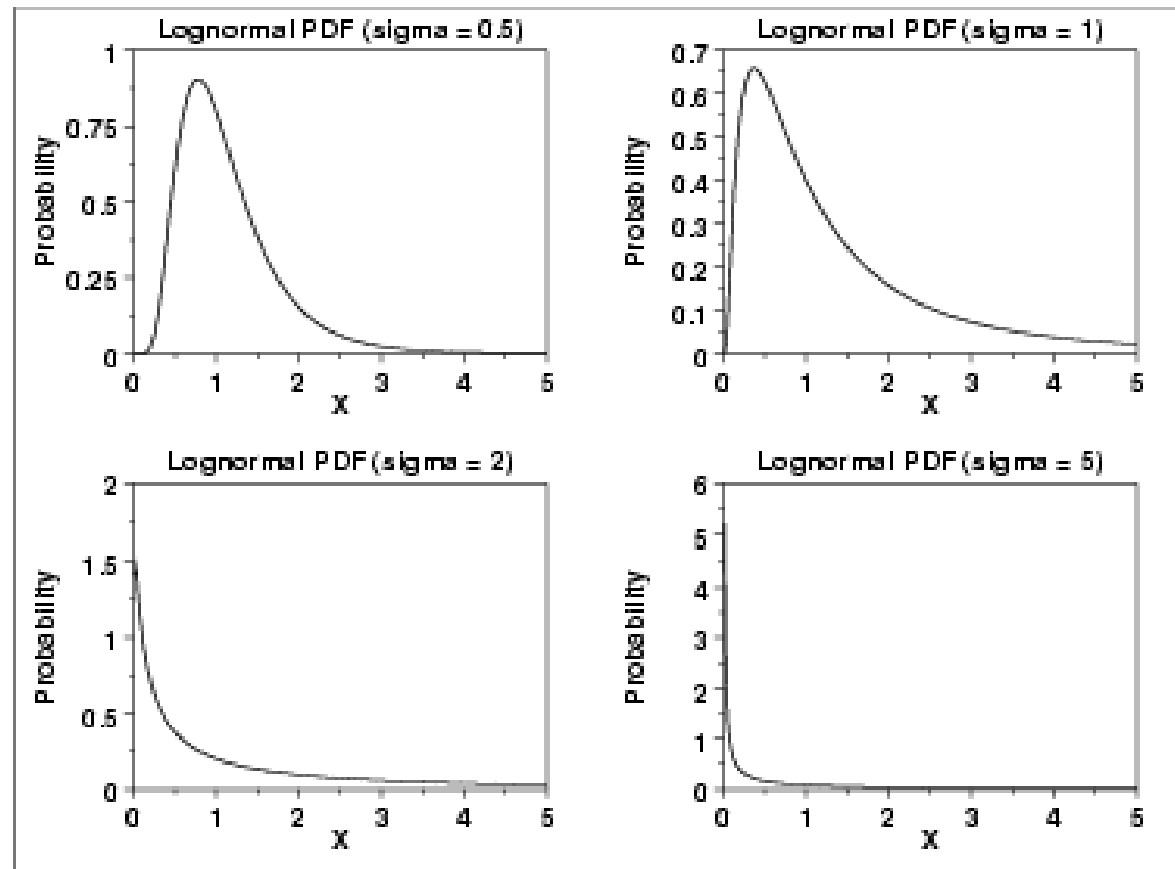 Lognormal PDF (sigma = 0.5)
1
0.75
0.5
0.25
0
Probability
0 1 2 3 4 5
X
Lognormal PDF (sigma = 1)
0.7
0.6
0.5
0.4
0.3
0.2
0.1
0
Probability
0 1 2 3 4 5
X
Lognormal PDF (sigma = 2)
2
1.5
1
0.5
0
Probability
0 1 2 3 4 5
X
Lognormal PDF (sigma = 5)
6
5
4
3
2
1
0
Probability
0 1 2 3 4 5
X